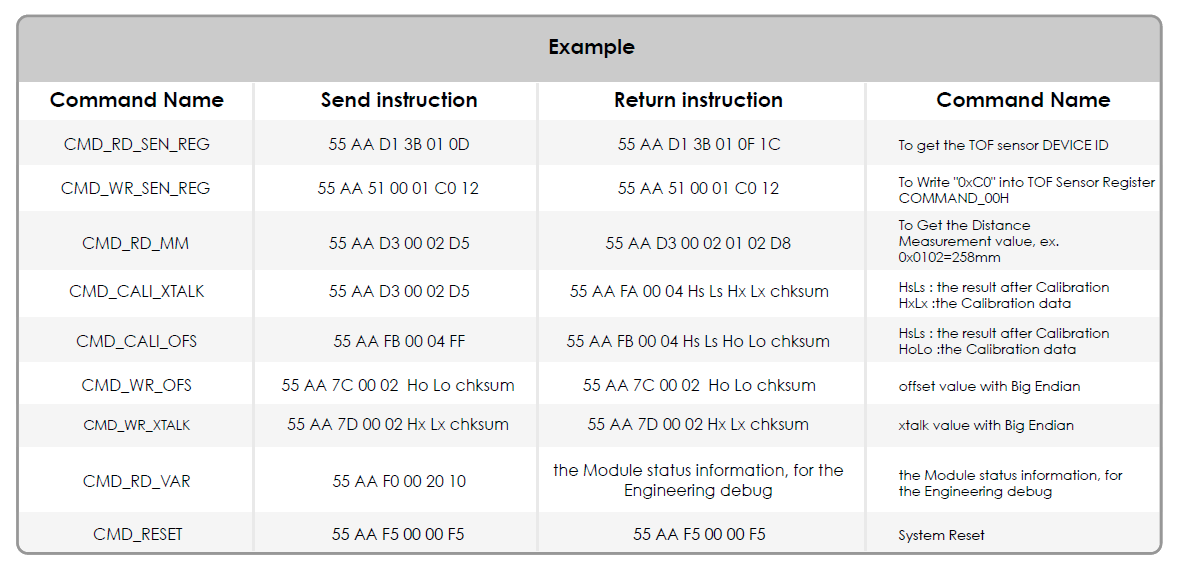 Example
Command Name Send instruction Return instruction Command Name
CMD_RD_SEN_REG 55 AA D1 3B 01 0D 55 AA D1 3B 01 0F 1C To get the TOF sensor DEVICE ID
CMD_WR_SEN_REG 55 AA 51 00 01 C0 12 55 AA 51 00 01 C0 12 To Write "0xC0" into TOF Sensor Register
COMMAND_00H
CMD_RD_MM 55 AA D3 00 02 D5 55 AA D3 00 02 01 02 D8 To Get the Distance
Measurement value, ex.
0x0102=258mm
CMD_CALI_XTALK 55 AA D3 00 02 D5 55 AA FA 00 04 Hs Ls Hx Lx chksum HsLs : the result after Calibration
HxLx :the Calibration data
CMD_CALI_OFS 55 AA FB 00 04 FF 55 AA FB 00 04 Hs Ls Ho Lo chksum HsLs : the result after Calibration
HoLo :the Calibration data
CMD_WR_OFS 55 AA 7C 00 02 Ho Lo chksum 55 AA 7C 00 02 Ho Lo chksum offset value with Big Endian
CMD_WR_XTALK 55 AA 7D 00 02 Hx Lx chksum 55 AA 7D 00 02 Hx Lx chksum xtalk value with Big Endian
CMD_RD_VAR 55 AA F0 00 20 10 the Module status information, for the
Engineering debug
the Module status information, for
the Engineering debug
CMD_RESET 55 AA F5 00 00 F5 55 AA F5 00 00 F5 System Reset